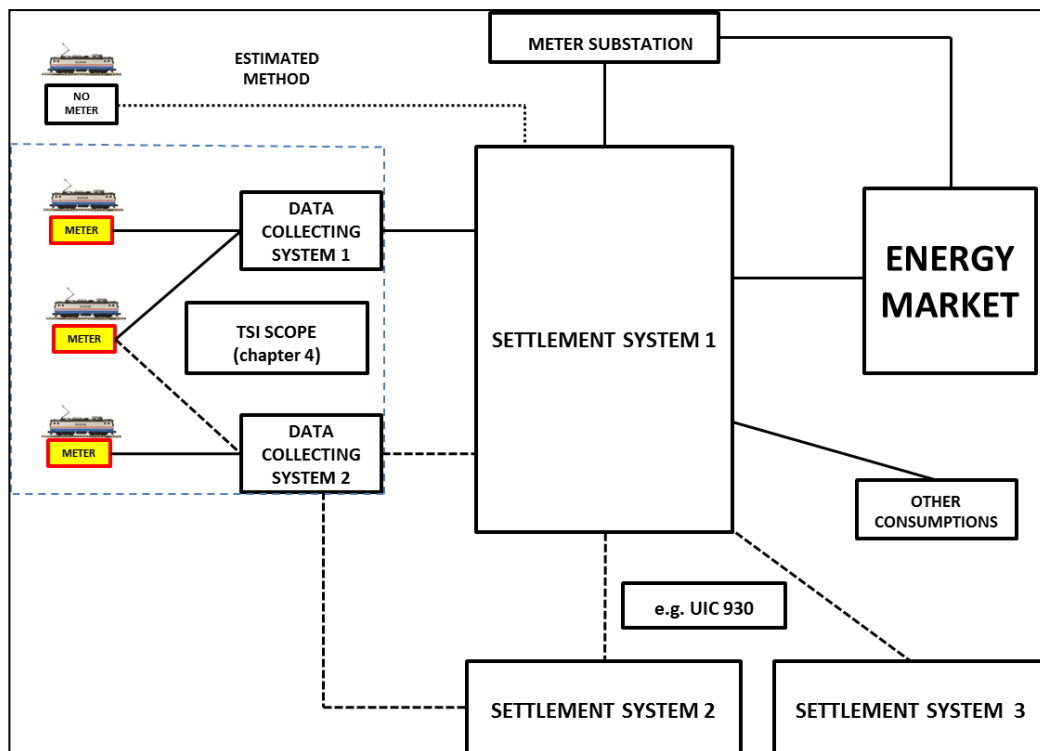 METER SUBSTATION
ESTIMATED
METHOD
NO
METER
METER
DATA
COLLECTING
SYSTEM 1
ENERGY
MARKET
METER
TSI SCOPE
(chapter 4)
SETTLEMENT SYSTEM 1
METER
DATA
COLLECTING
SYSTEM 2
OTHER
CONSUMPTIONS
e.g. UIC 930
SETTLEMENT SYSTEM 2
SETTLEMENT SYSTEM 3